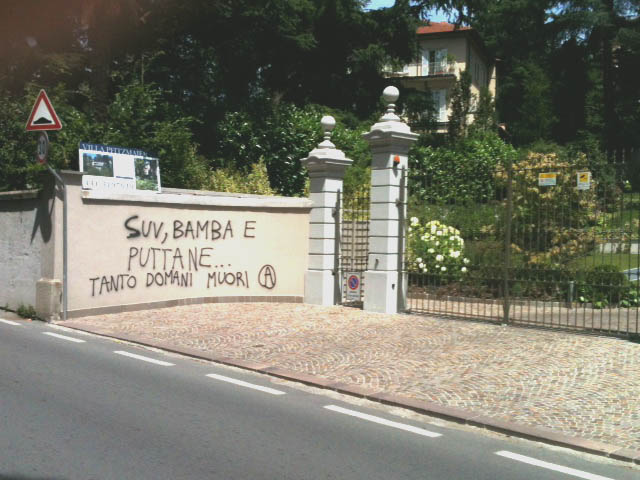 SUV, BAMBA E
PUTTANE...
TANTO DOMANI MUORI Ⓐ